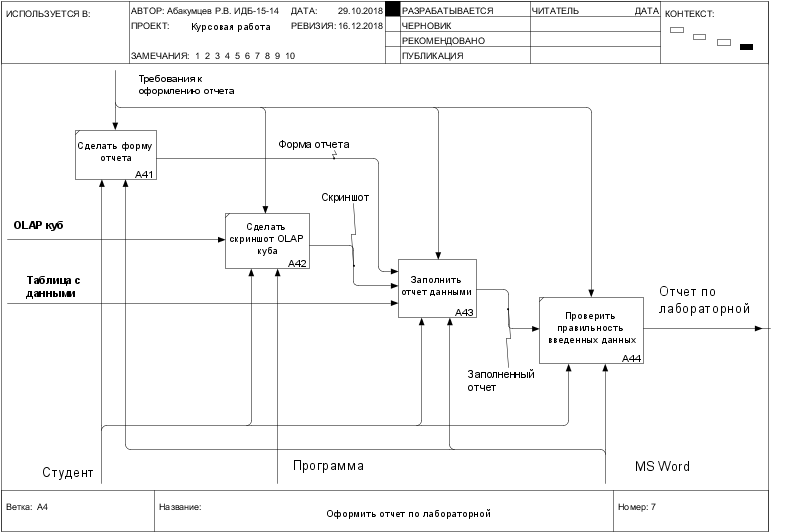 ИСПОЛЬЗУЕТСЯ В:
АВТОР: Абакумцев Р.В. ИДБ-15-14
ДАТА: 29.10.2018
ПРОЕКТ: Курсовая работа
РЕВИЗИЯ: 16.12.2018
ЗАМЕЧАНИЯ: 1 2 3 4 5 6 7 8 9 10
РАЗРАБАТЫВАЕТСЯ
ЧЕРНОВИК
РЕКОМЕНДОВАНО
ПУБЛИКАЦИЯ
ЧИТАТЕЛЬ
ДАТА
КОНТЕКСТ:
Требования к
оформлению отчета
Сделать форму
отчета
A41
Форма отчета
Скриншот
OLAP куб
Сделать
скриншот OLAP
куба
A42
Таблица с
данными
Заполнить
отчет данными
A43
Отчет по
лабораторной
Проверить
правильность
введенных данных
A44
Заполненный
отчет
Студент
Программа
MS Word
Ветка: A4
Название:
Оформить отчет по лабораторной
Номер: 7